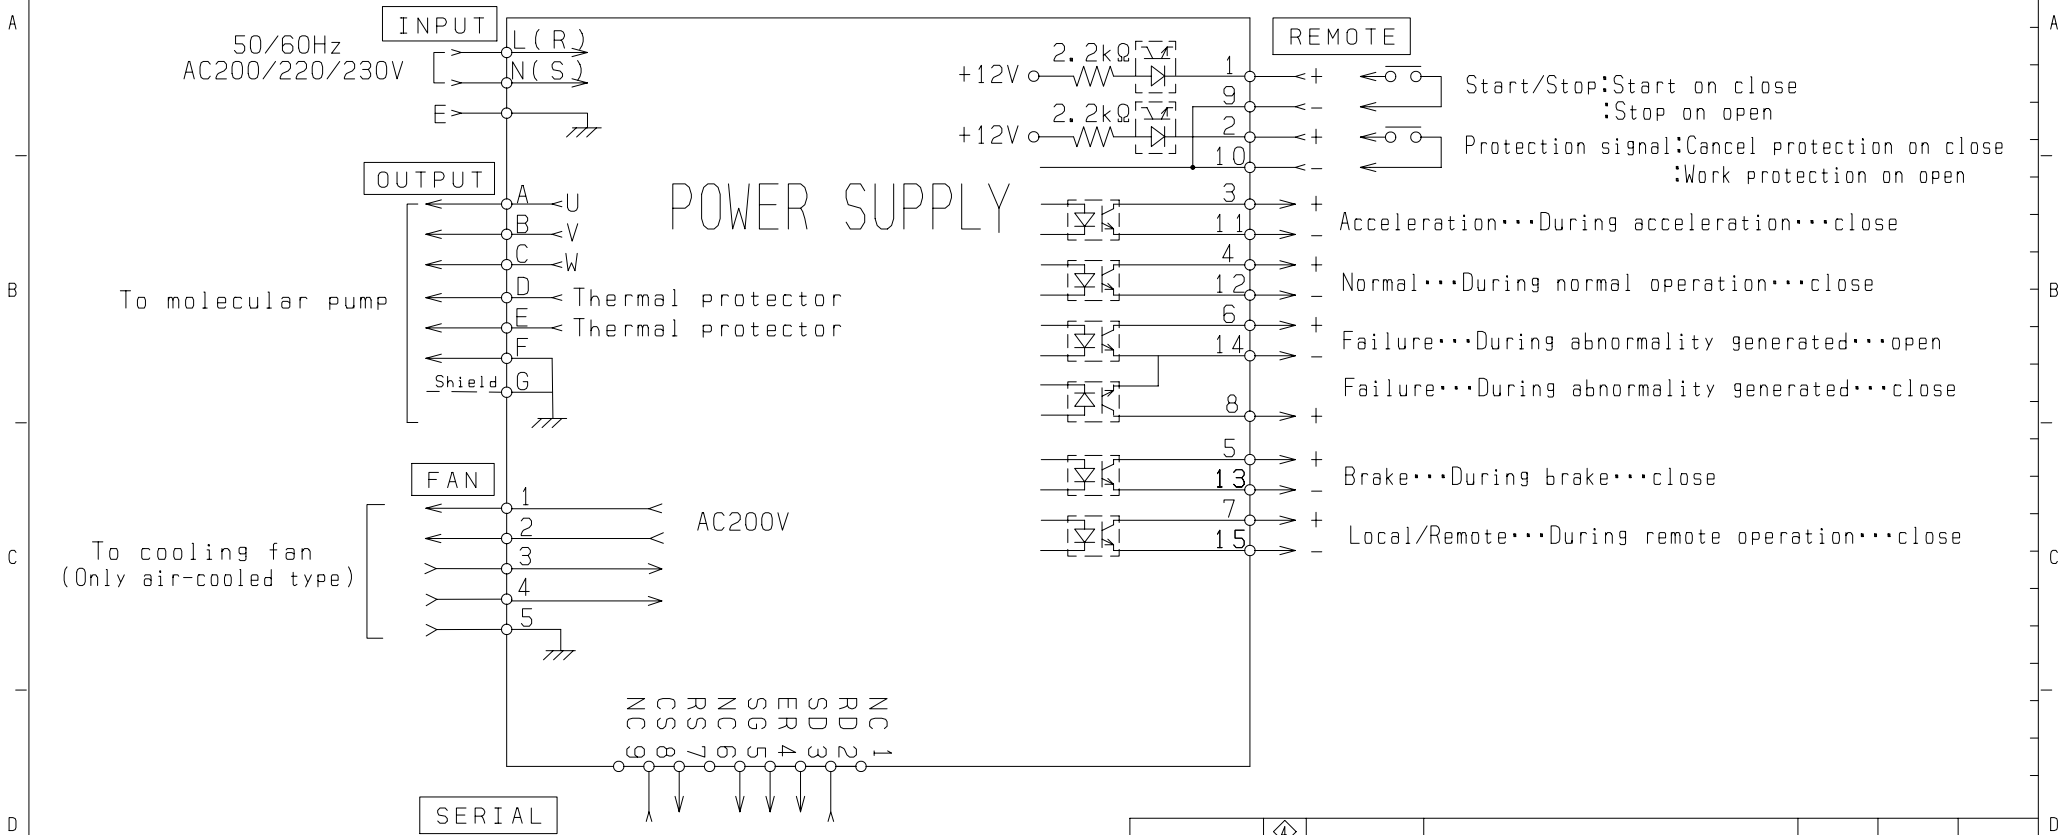 A
INPUT
50/60Hz
AC200/220/230V
L(R)
N(S)
E
OUTPUT
A U
B V
C W
D Thermal protector
E Thermal protector
F
Shield G
To molecular pump
B
FAN
1
2
3
4
5
AC200V
To cooling fan
(Only air-cooled type)
C
POWER SUPPLY
REMOTE
+12V 2.2kΩ 1 +
9 -
+12V 2.2kΩ 2 +
10 -
Start/Stop:Start on close
:Stop on open
Protection signal:Cancel protection on close
:Work protection on open
3 +
11 -
Acceleration···During acceleration···close
4 +
12 -
Normal···During normal operation···close
6 +
14 -
Failure···During abnormality generated···open
Failure···During abnormality generated···close
8 +
5 +
13 -
Brake···During brake···close
7 +
15 -
Local/Remote···During remote operation···close
NC 9
CS 8
RS 7
NC 6
SG 5
ER 4
SD 3
RD 2
NC 1
SERIAL
D
4
A
B
C
D